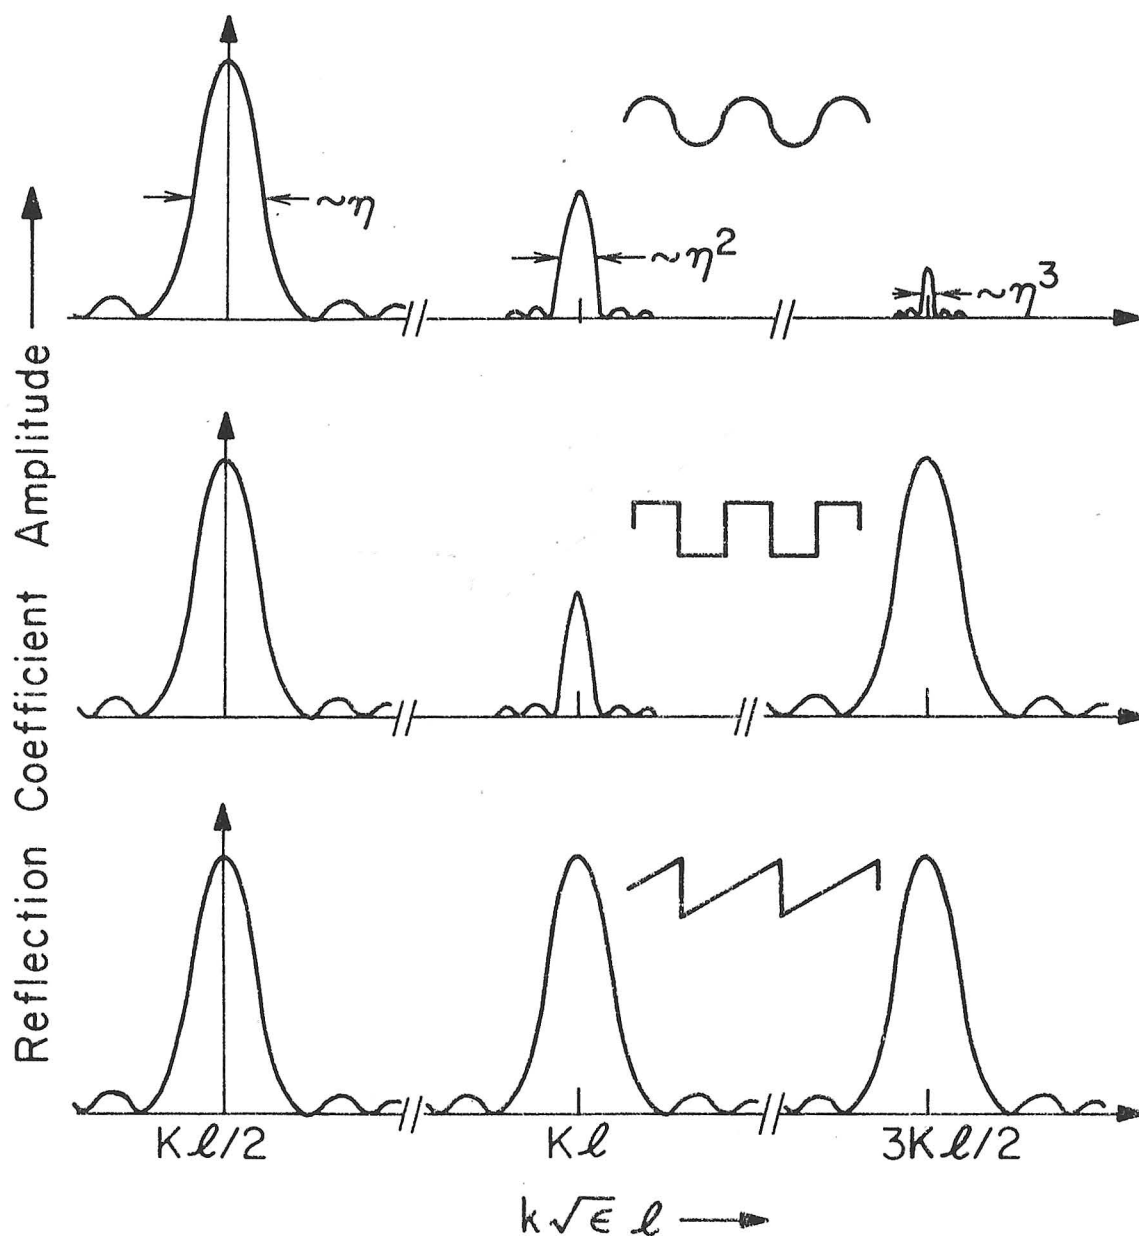 ~η
~η²
~η³
Reflection Coefficient Amplitude
Kℓ/2
Kℓ
3Kℓ/2
k√ϵ ℓ